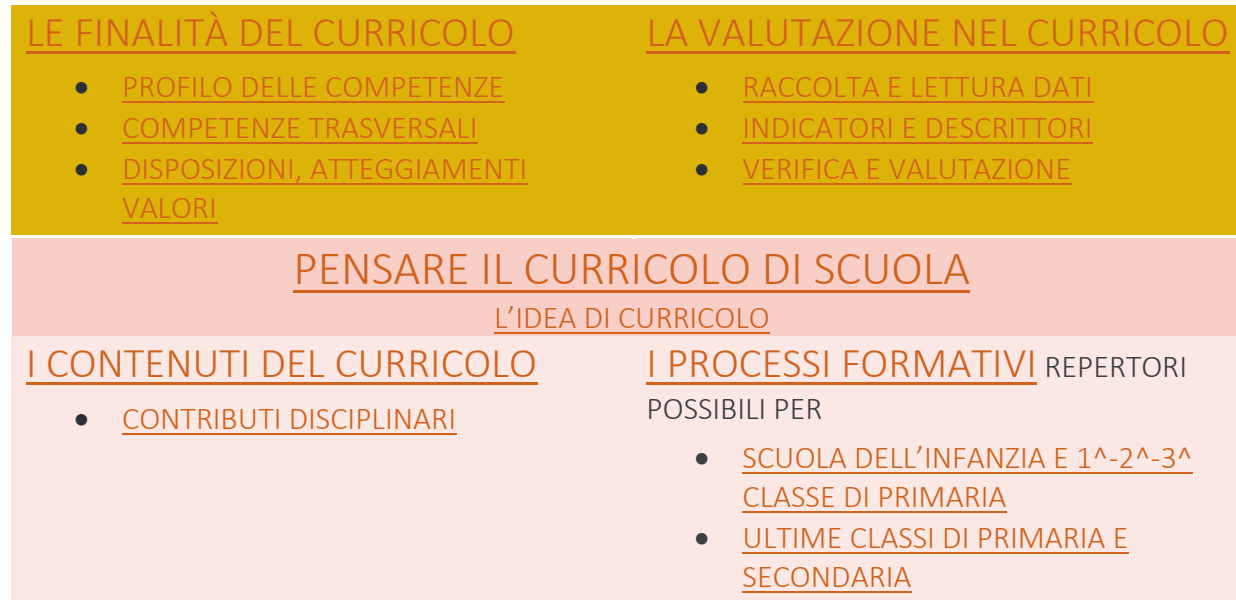 LE FINALITÀ DEL CURRICOLO
• PROFILO DELLE COMPETENZE
• COMPETENZE TRASVERSALI
• DISPOSIZIONI, ATTEGGIAMENTI
VALORI
LA VALUTAZIONE NEL CURRICOLO
• RACCOLTA E LETTURA DATI
• INDICATORI E DESCRITTORI
• VERIFICA E VALUTAZIONE
PENSARE IL CURRICOLO DI SCUOLA
L’IDEA DI CURRICOLO
I CONTENUTI DEL CURRICOLO
• CONTRIBUTI DISCIPLINARI
I PROCESSI FORMATIVI REPERTORI
POSSIBILI PER
• SCUOLA DELL’INFANZIA E 1^-2^-3^
CLASSE DI PRIMARIA
• ULTIME CLASSI DI PRIMARIA E
SECONDARIA